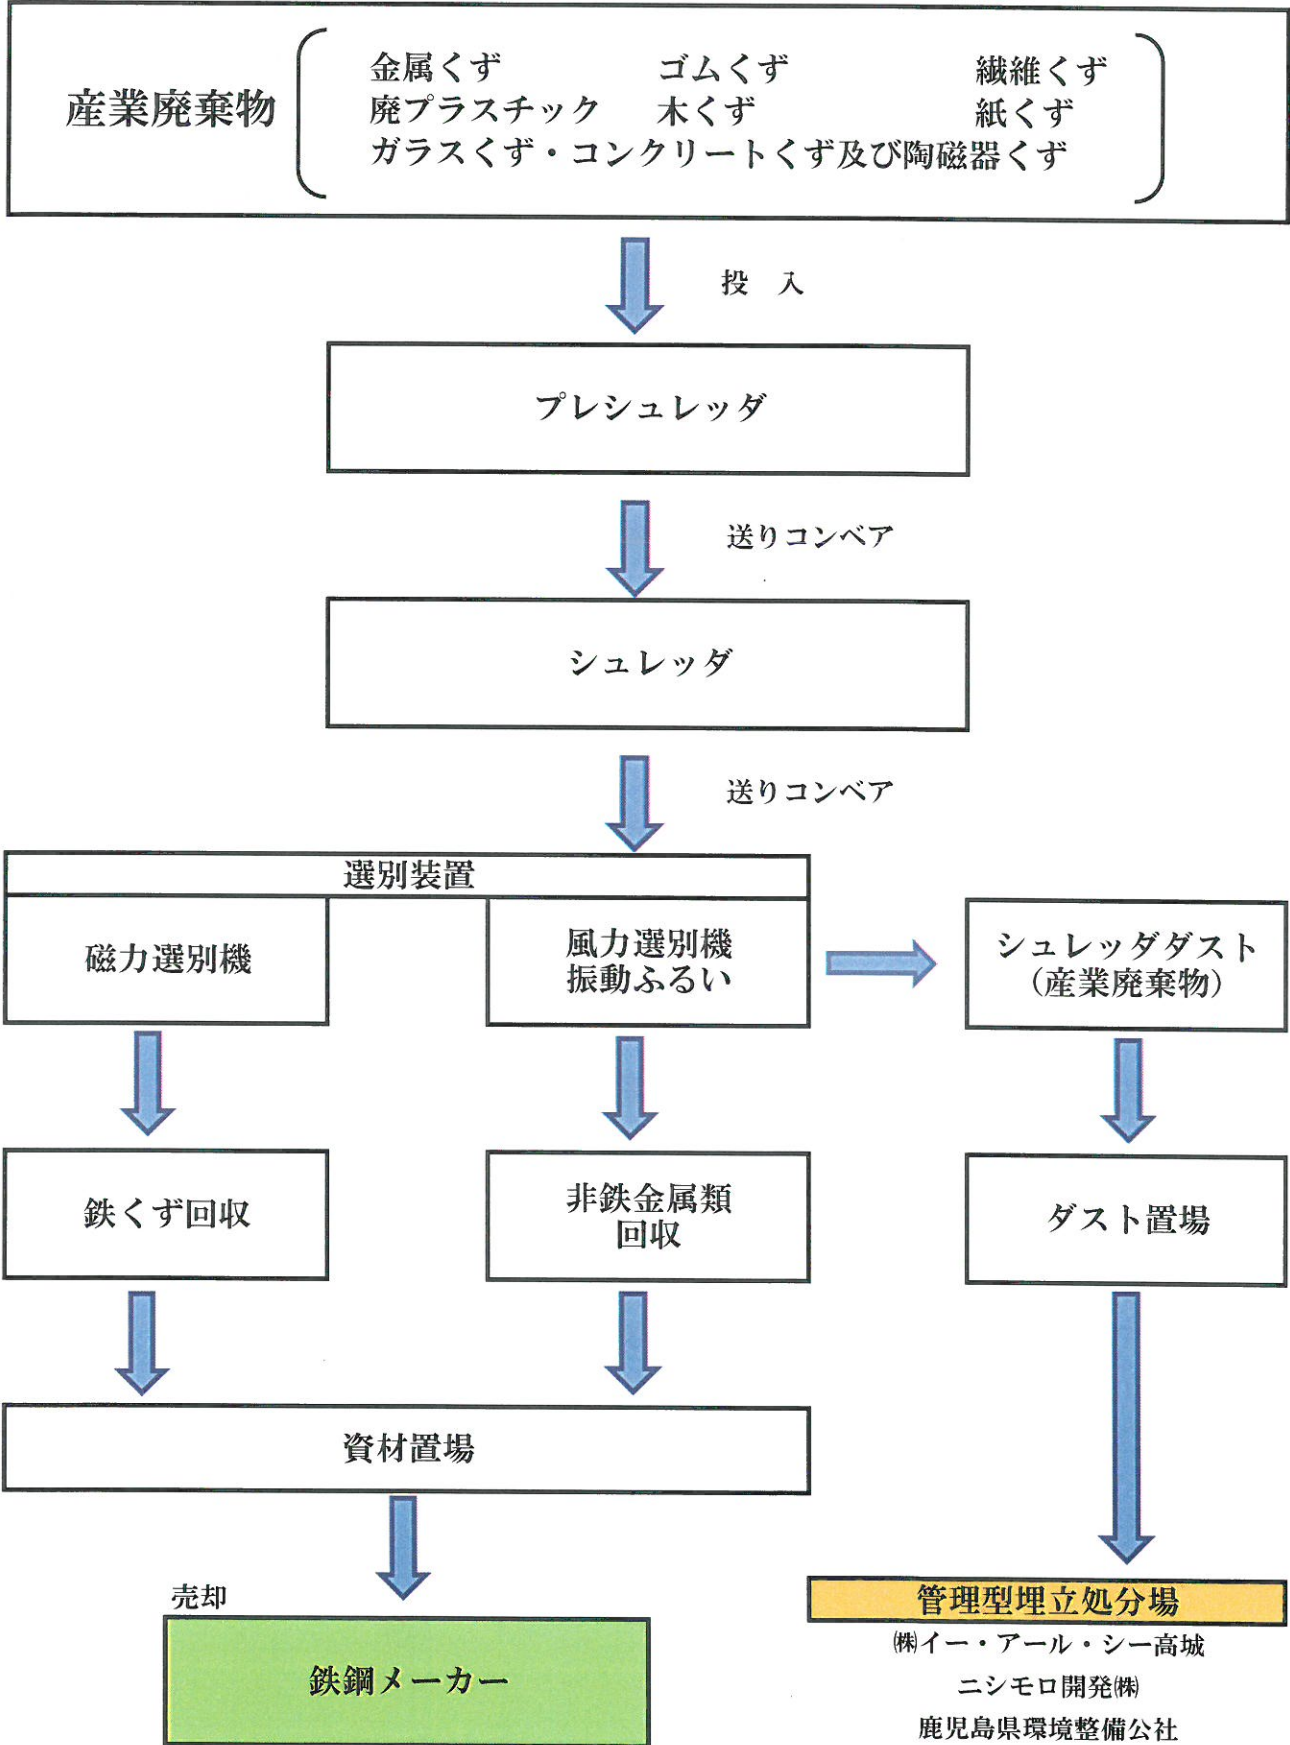 産業廃棄物
金属くず ゴムくず 繊維くず
廃プラスチック 木くず 紙くず
ガラスくず・コンクリートくず及び陶磁器くず
投 入
プレシュレッダ
送りコンベア
シュレッダ
送りコンベア
選別装置
磁力選別機
風力選別機
振動ふるい
シュレッダダスト
(産業廃棄物)
鉄くず回収
非鉄金属類
回収
ダスト置場
資材置場
売却
鉄鋼メーカー
管理型埋立処分場
㈱イー・アール・シー高城
ニシモロ開発㈱
鹿児島県環境整備公社